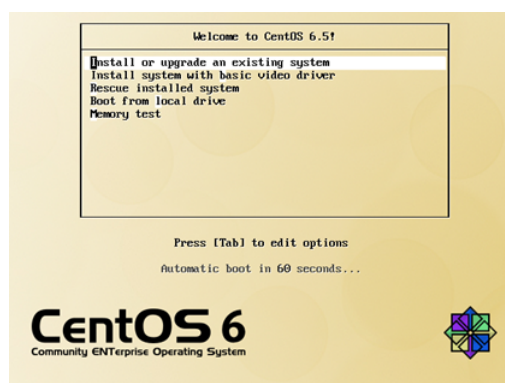 Welcome to CentOS 6.5!
Install or upgrade an existing system
Install system with basic video driver
Rescue installed system
Boot from local drive
Memory test
Press [Tab] to edit options
Automatic boot in 60 seconds...
CentOS 6
Community ENTerprise Operating System